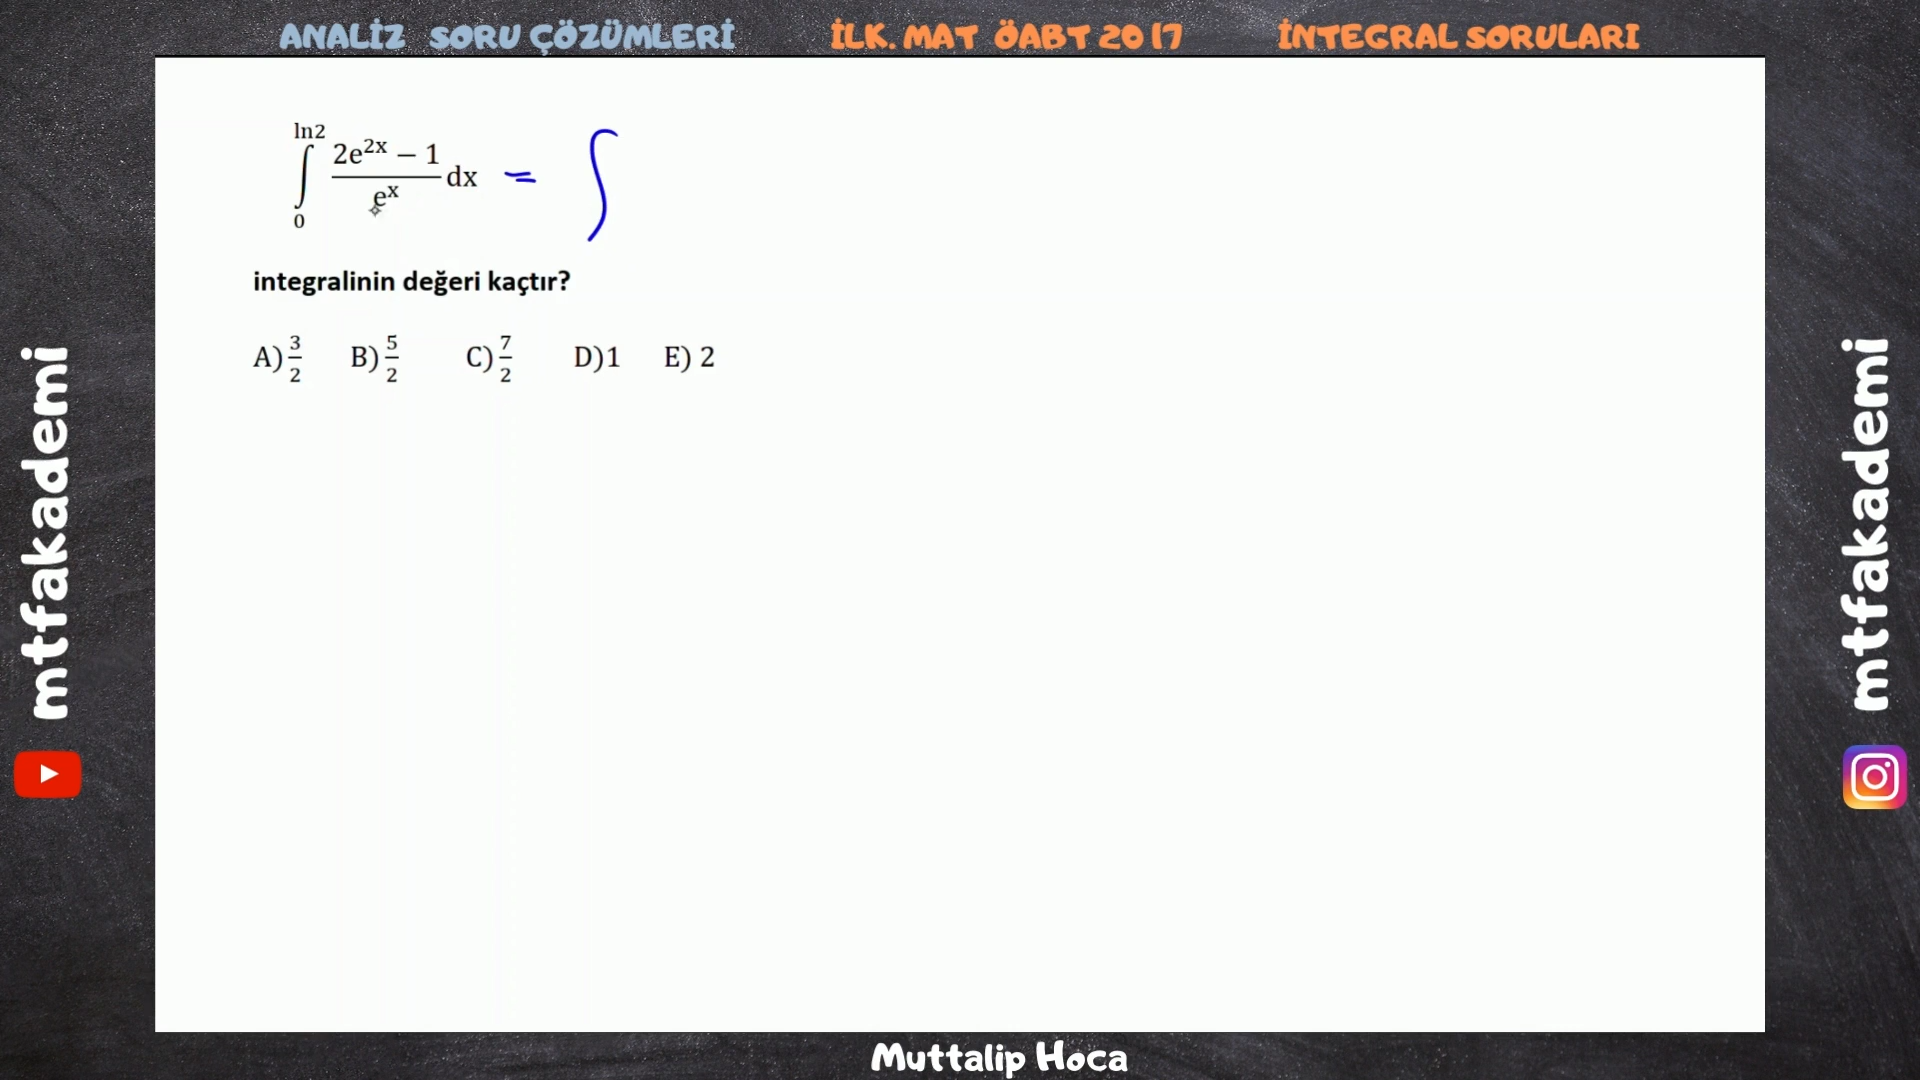 ANALİZ SORU ÇÖZÜMLERİ İLK. MAT ÖABT 2017 İNTEGRAL SORULARI
ln2
∫ (2e^{2x} − 1)/(e^x) dx = ∫
0
integralinin değeri kaçtır?
A) 3/2 B) 5/2 C) 7/2 D)1 E) 2
mtfakademi
mtfakademi
Muttalip Hoca